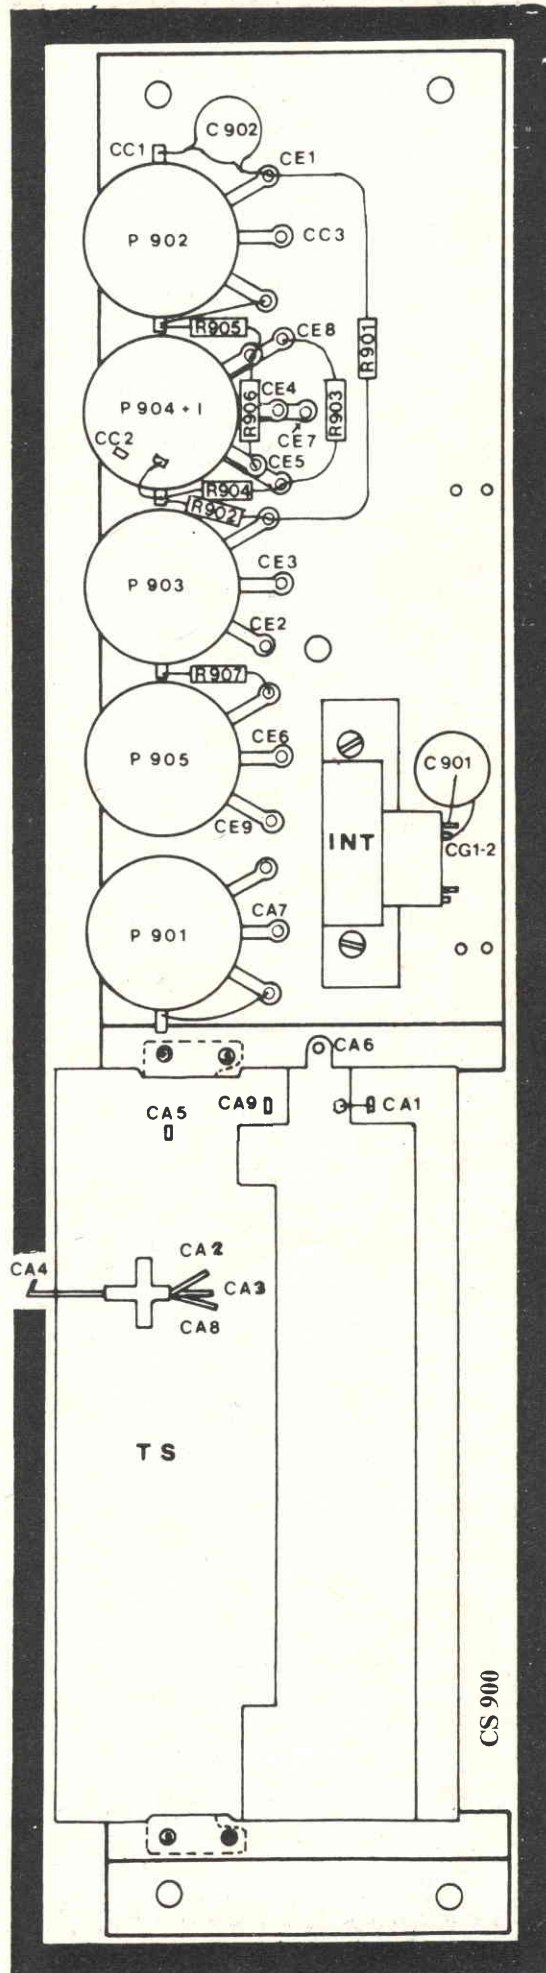 C 902
CC1
CE1
P 902
CC3
R905
CE8
R901
P 904 + I
R906
CE4
R903
CE7
CC2
CE5
R904
R902
P 903
CE3
CE2
R907
P 905
CE6
C 901
CE9
INT
CG1-2
P 901
CA7
CA6
CA9
CA1
CA5
CA2
CA4
CA3
CA8
TS
CS 900